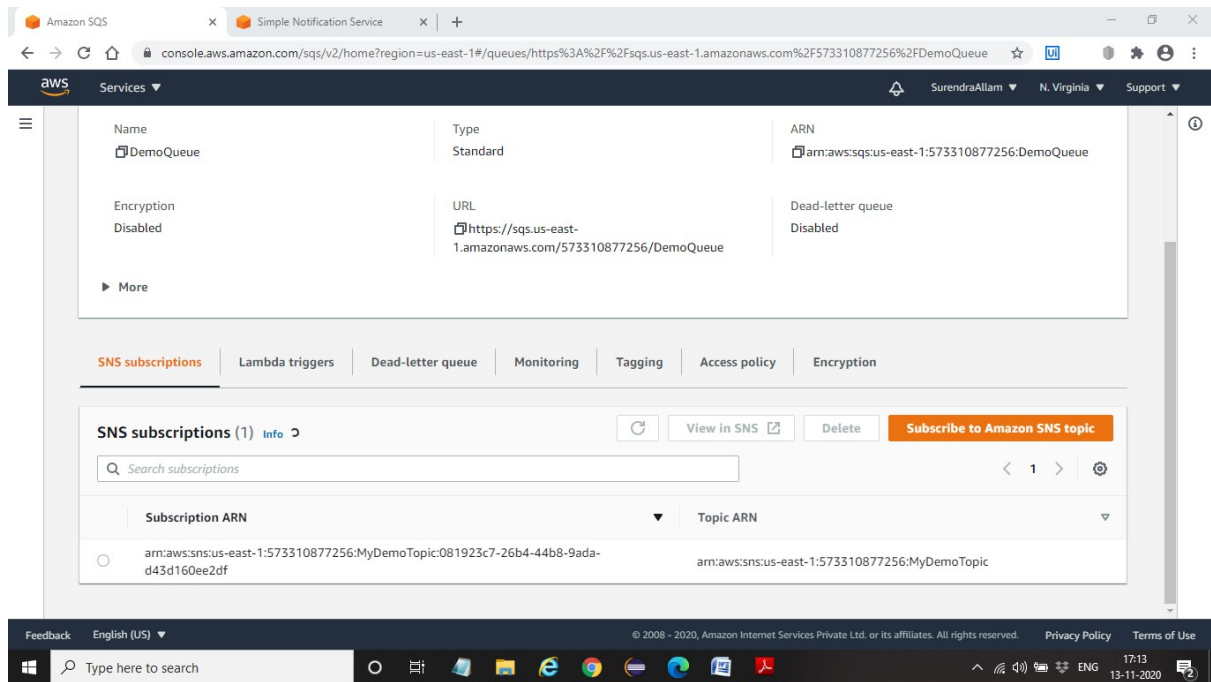 Amazon SQS
Simple Notification Service
console.aws.amazon.com/sqs/v2/home?region=us-east-1#/queues/https%3A%2F%2Fsqs.us-east-1.amazonaws.com%2F573310877256%2FDemoQueue
Ui
aws
Services
SurendraAllam
N. Virginia
Support
Name
DemoQueue
Type
Standard
ARN
arn:aws:sqs:us-east-1:573310877256:DemoQueue
Encryption
Disabled
URL
https://sqs.us-east-
1.amazonaws.com/573310877256/DemoQueue
Dead-letter queue
Disabled
More
SNS subscriptions
Lambda triggers
Dead-letter queue
Monitoring
Tagging
Access policy
Encryption
SNS subscriptions (1) Info
View in SNS
Delete
Subscribe to Amazon SNS topic
Search subscriptions
1
Subscription ARN
Topic ARN
arn:aws:sns:us-east-1:573310877256:MyDemoTopic:081923c7-26b4-44b8-9ada-
d43d160ee2df
arn:aws:sns:us-east-1:573310877256:MyDemoTopic
Feedback
English (US)
© 2008 - 2020, Amazon Internet Services Private Ltd. or its affiliates. All rights reserved.
Privacy Policy
Terms of Use
Type here to search
ENG
17:13
13-11-2020
2